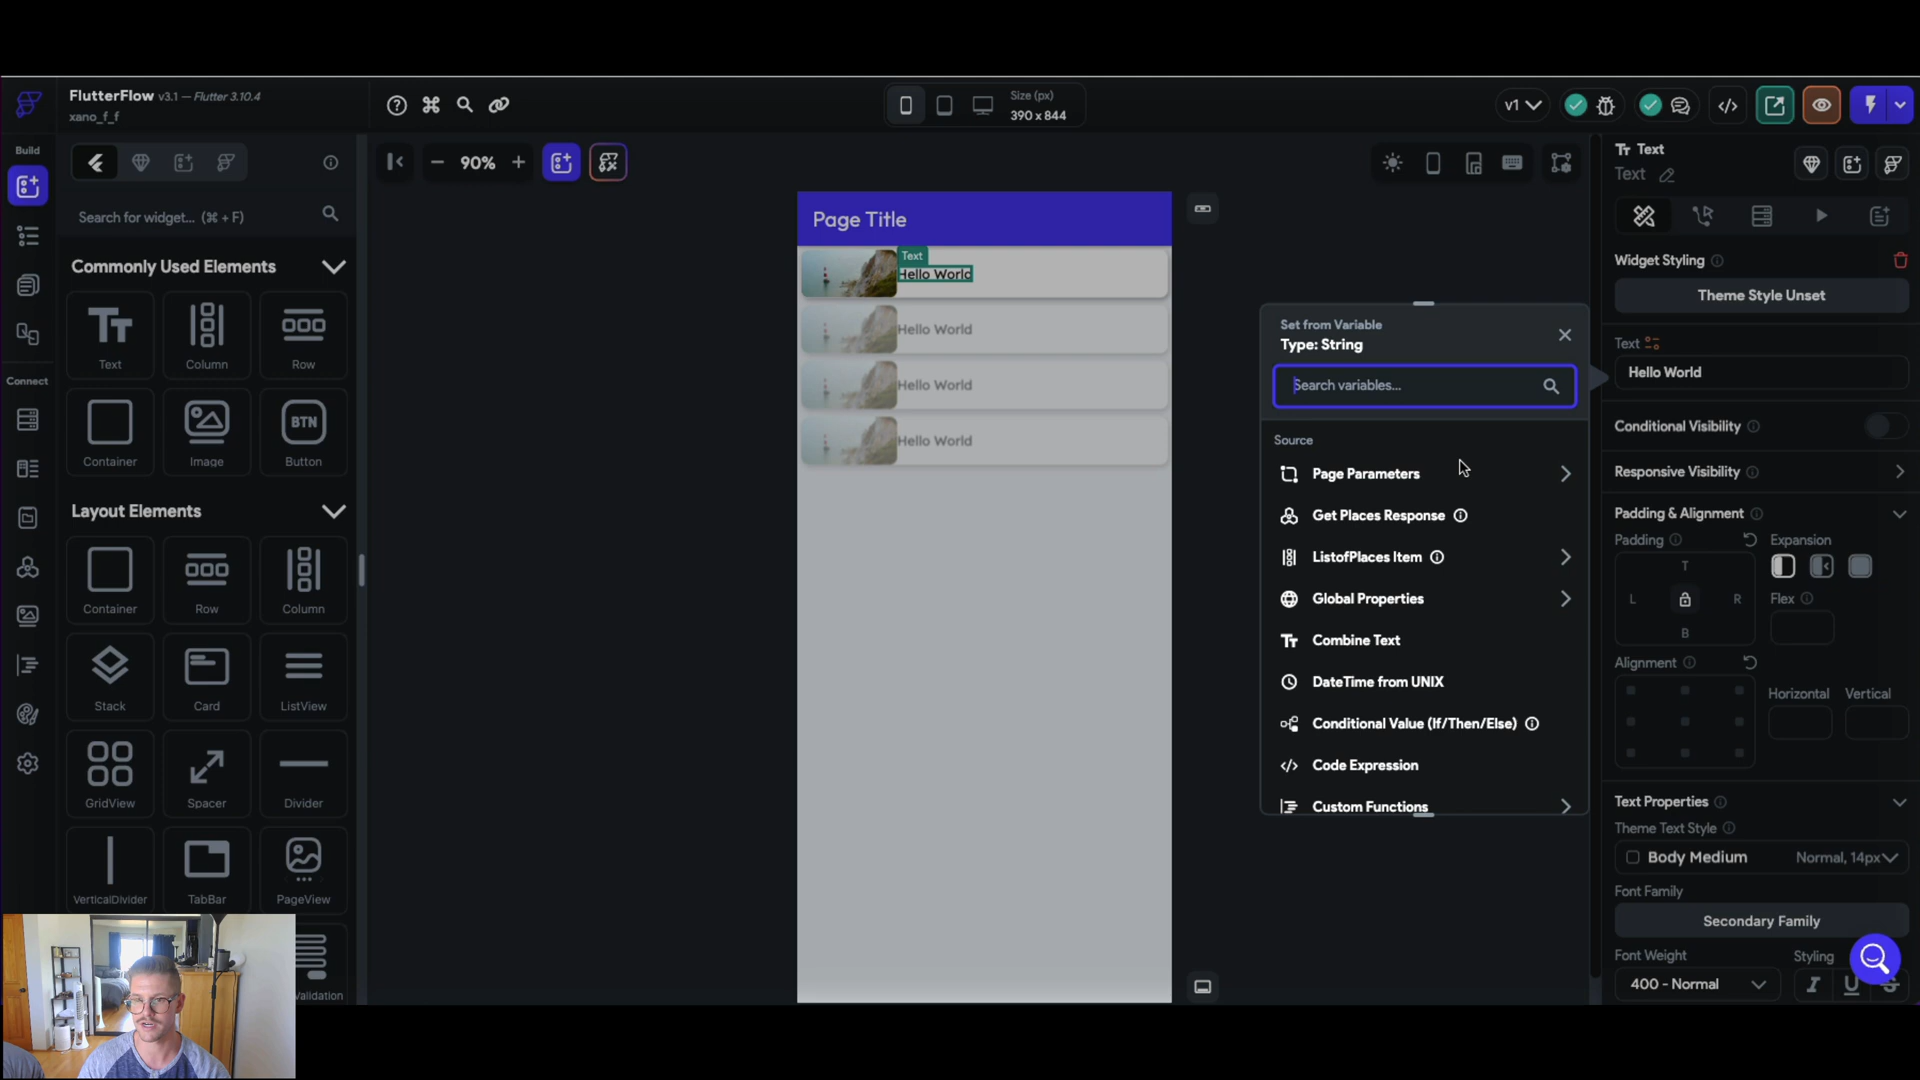 FlutterFlow v3.1 — Flutter 3.10.4
xano_f_f
Size (px)
390 x 844
v1
Build
Connect
90%
Search for widget... (⌘ + F)
Commonly Used Elements
Text
Column
Row
Container
Image
BTN
Button
Layout Elements
Container
Row
Column
Stack
Card
ListView
GridView
Spacer
Divider
VerticalDivider
TabBar
PageView
Validation
Page Title
Text
Hello World
Hello World
Hello World
Hello World
Set from Variable
Type: String
Search variables...
Source
Page Parameters
Get Places Response
ListofPlaces Item
Global Properties
Combine Text
DateTime from UNIX
Conditional Value (If/Then/Else)
Code Expression
Custom Functions
Text
Text
Widget Styling
Theme Style Unset
Text
Hello World
Conditional Visibility
Responsive Visibility
Padding & Alignment
Padding
Expansion
T
L
R
B
Flex
Alignment
Horizontal
Vertical
Text Properties
Theme Text Style
Body Medium
Normal, 14px
Font Family
Secondary Family
Font Weight
Styling
400 - Normal